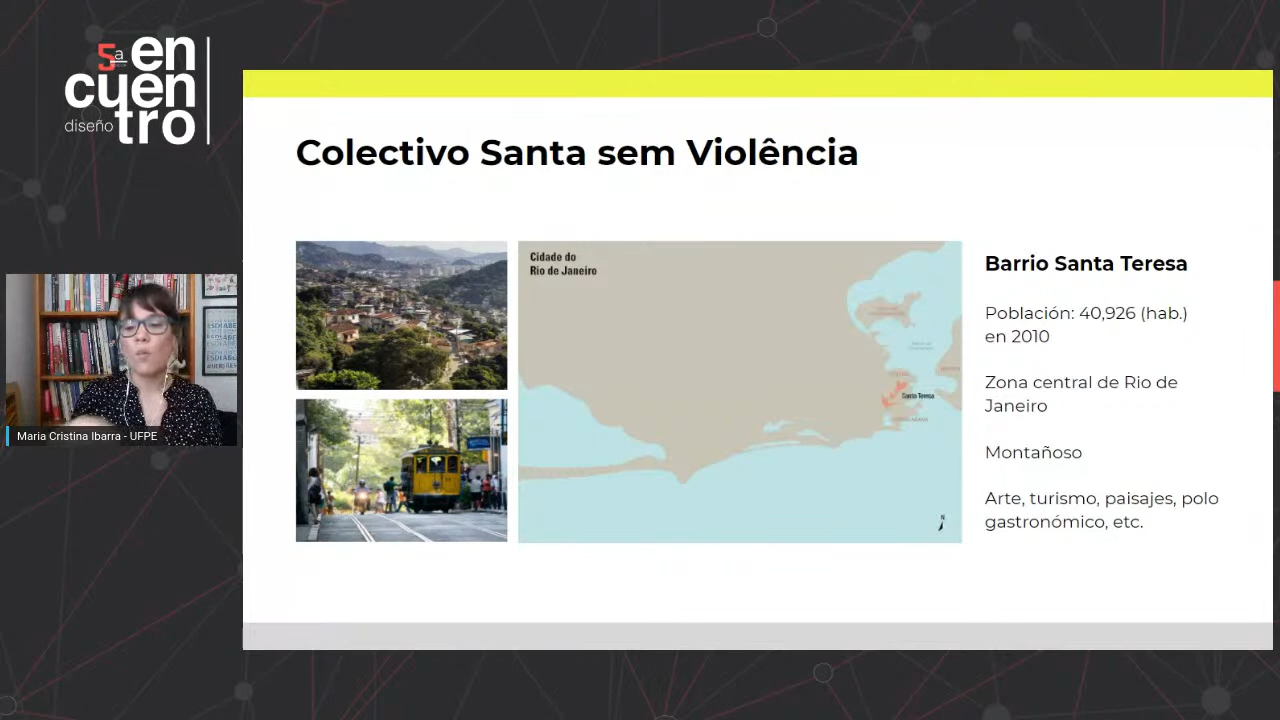 5a en
cuen
diseño tro
Colectivo Santa sem Violência
Cidade do
Rio de Janeiro
Santa Teresa
N
Barrio Santa Teresa
Población: 40,926 (hab.)
en 2010
Zona central de Rio de
Janeiro
Montañoso
Arte, turismo, paisajes, polo
gastronómico, etc.
Maria Cristina Ibarra - UFPE